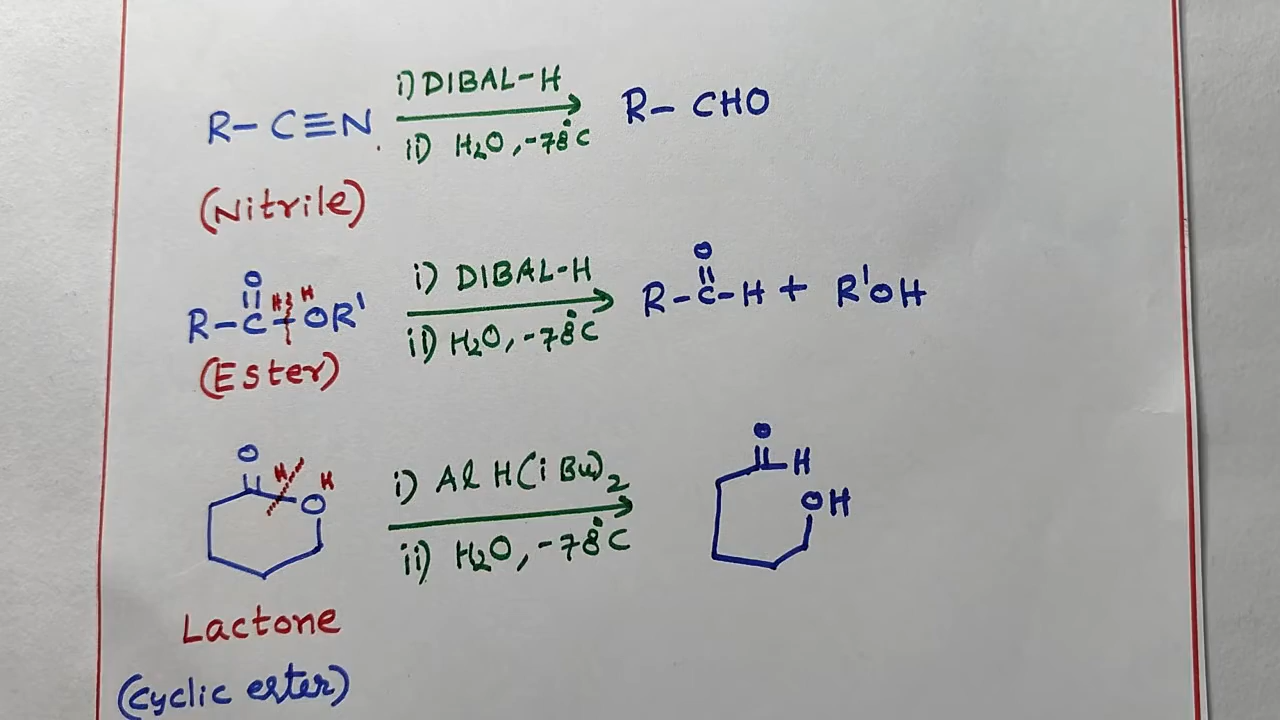 i) DIBAL-H
R- C≡N → R- CHO
ii) H₂O, -78°C
(Nitrile)
i) DIBAL-H
O O
R-C-OR' → R-C-H + R'OH
H H
ii) H₂O, -78°C
(Ester)
O O
H H i) Al H(i Bu)₂ H
O → OH
ii) H₂O, -78°C
Lactone
(cyclic ester)